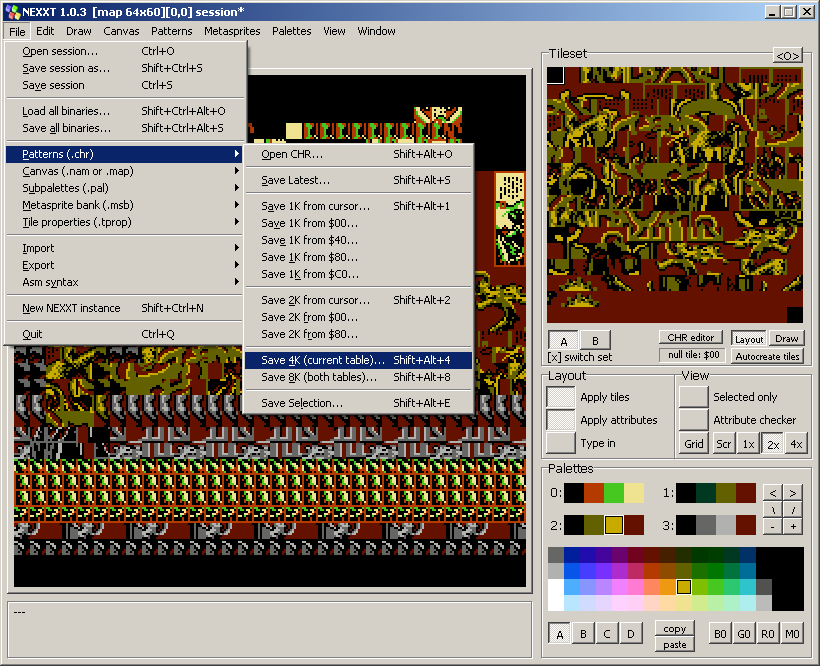 NEXXT 1.0.3 [map 64x60][0,0] session*
File Edit Draw Canvas Patterns Metasprites Palettes View Window
Open session... Ctrl+O
Save session as... Shift+Ctrl+S
Save session Ctrl+S
Load all binaries... Shift+Ctrl+Alt+O
Save all binaries... Shift+Ctrl+Alt+S
Patterns (.chr)
Canvas (.nam or .map)
Subpalettes (.pal)
Metasprite bank (.msb)
Tile properties (.tprop)
Import
Export
Asm syntax
New NEXXT instance Shift+Ctrl+N
Quit Ctrl+Q
Open CHR... Shift+Alt+O
Save Latest... Shift+Alt+S
Save 1K from cursor... Shift+Alt+1
Save 1K from $00...
Save 1K from $40...
Save 1K from $80...
Save 1K from $C0...
Save 2K from cursor... Shift+Alt+2
Save 2K from $00...
Save 2K from $80...
Save 4K (current table)... Shift+Alt+4
Save 8K (both tables)... Shift+Alt+8
Save Selection... Shift+Alt+E
Tileset
<O>
A B
[x] switch set
CHR editor
null tile: $00
Layout Draw
Autocreate tiles
Layout
Apply tiles
Apply attributes
Type in
View
Selected only
Attribute checker
Grid Scr 1x 2x 4x
Palettes
0: 1: < >
\ /
2: 3: - +
A B C D
copy
paste
B0 G0 R0 M0
---